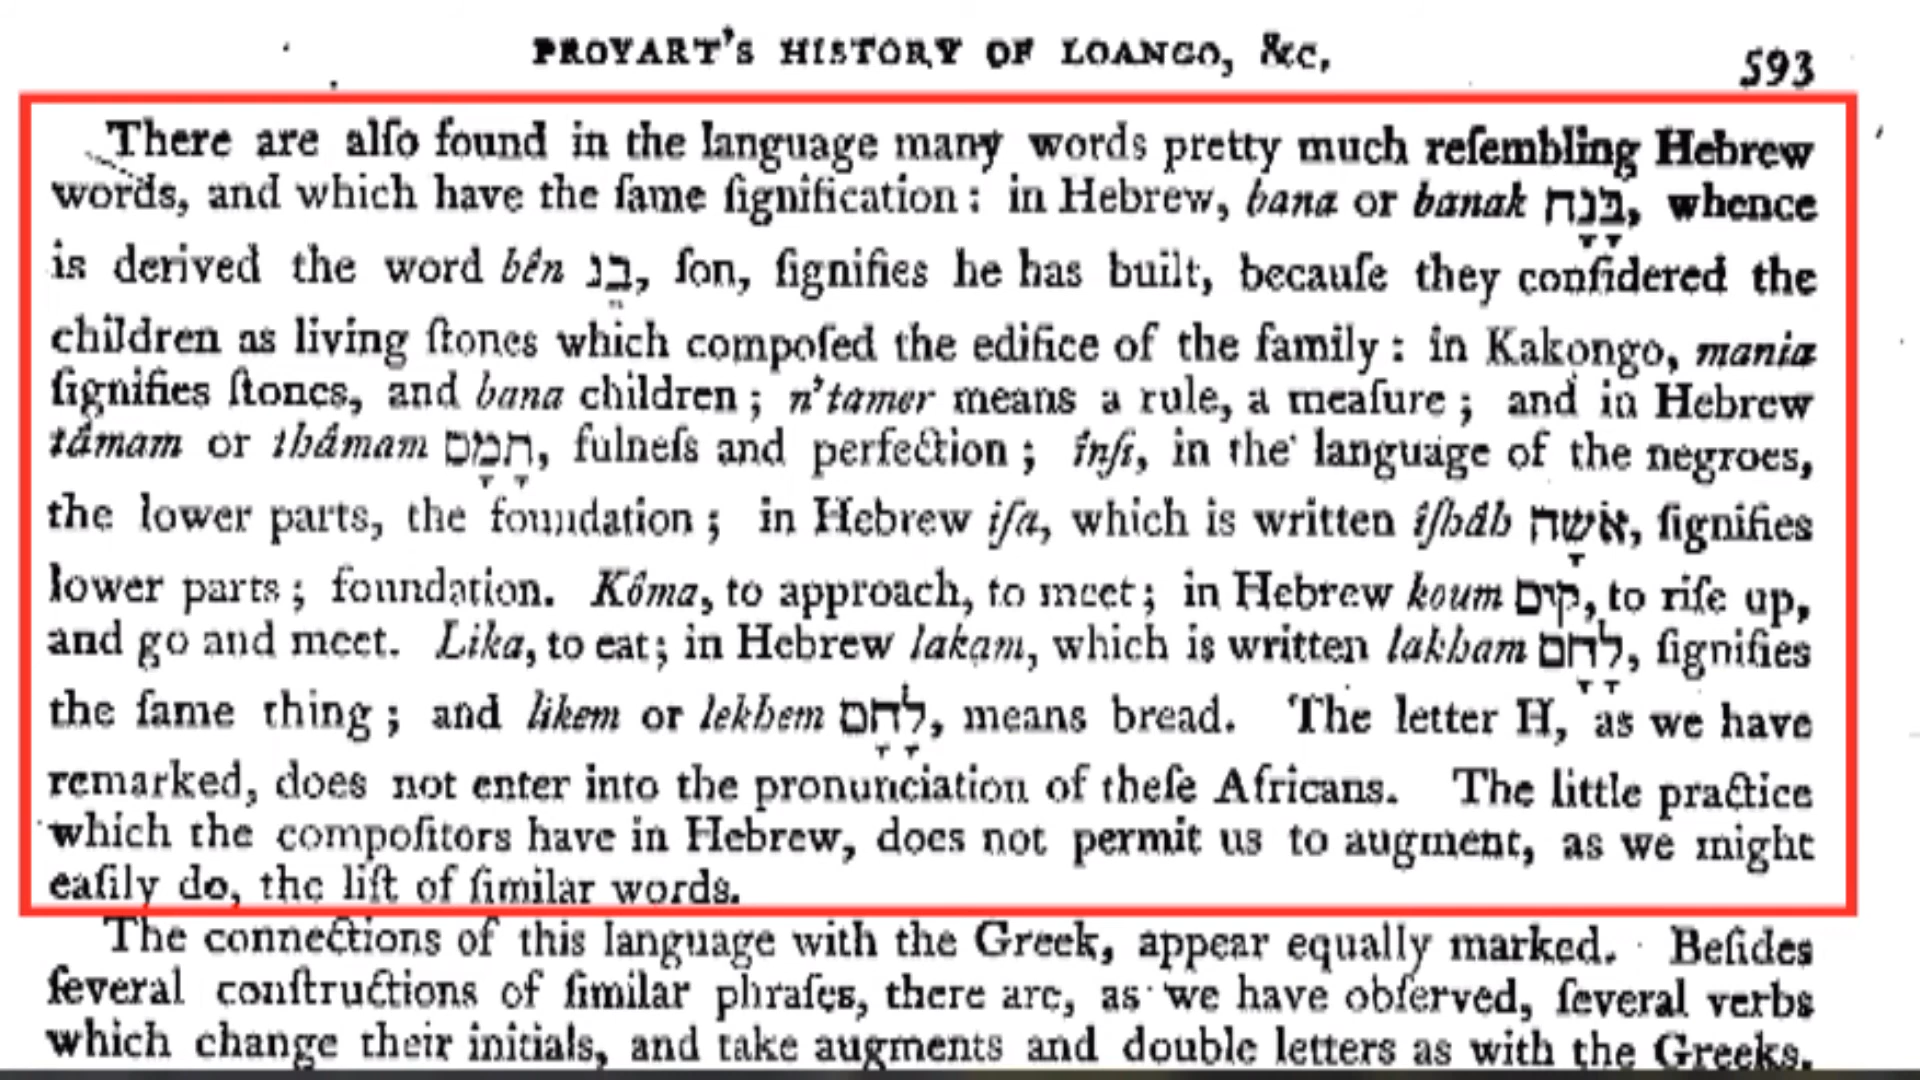 PROYART'S HISTORY OF LOANGO, &c. 593
There are alſo found in the language many words pretty much reſembling Hebrew
words, and which have the ſame ſignification: in Hebrew, bana or banak בָּנָה, whence
is derived the word bên בֵּנ, ſon, ſignifies he has built, becauſe they conſidered the
children as living ſtones which compoſed the edifice of the family: in Kakongo, mania
ſignifies ſtones, and bana children; n'tamer means a rule, a meaſure; and in Hebrew
tâmam or thâmam תָמָם, fulneſs and perfection; înſi, in the language of the negroes,
the lower parts, the foundation; in Hebrew iſa, which is written îſhâh אשָׁה, ſignifies
lower parts; foundation. Kôma, to approach, to meet; in Hebrew koum קים, to riſe up,
and go and meet. Lika, to eat; in Hebrew lakam, which is written lakham לָחָם, ſignifies
the ſame thing; and likem or lekhem לָחָם, means bread. The letter H, as we have
remarked, does not enter into the pronunciation of theſe Africans. The little practice
which the compoſitors have in Hebrew, does not permit us to augment, as we might
eaſily do, the liſt of ſimilar words.
The connections of this language with the Greek, appear equally marked. Beſides
ſeveral conſtructions of ſimilar phraſes, there are, as we have obſerved, ſeveral verbs
which change their initials, and take augments and double letters as with the Greeks.